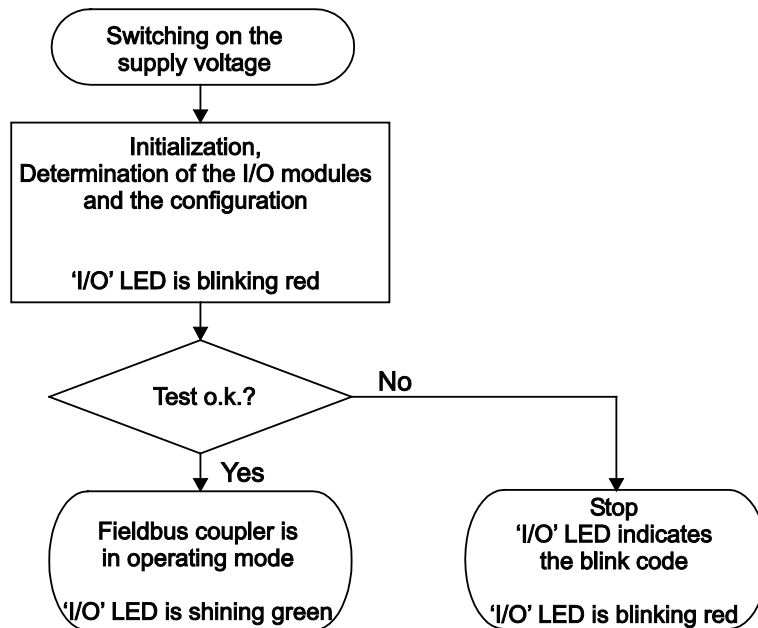 Switching on the
supply voltage
Initialization,
Determination of the I/O modules
and the configuration
‘I/O’ LED is blinking red
Test o.k.?
No
Yes
Fieldbus coupler is
in operating mode
‘I/O’ LED is shining green
Stop
‘I/O’ LED indicates
the blink code
‘I/O’ LED is blinking red